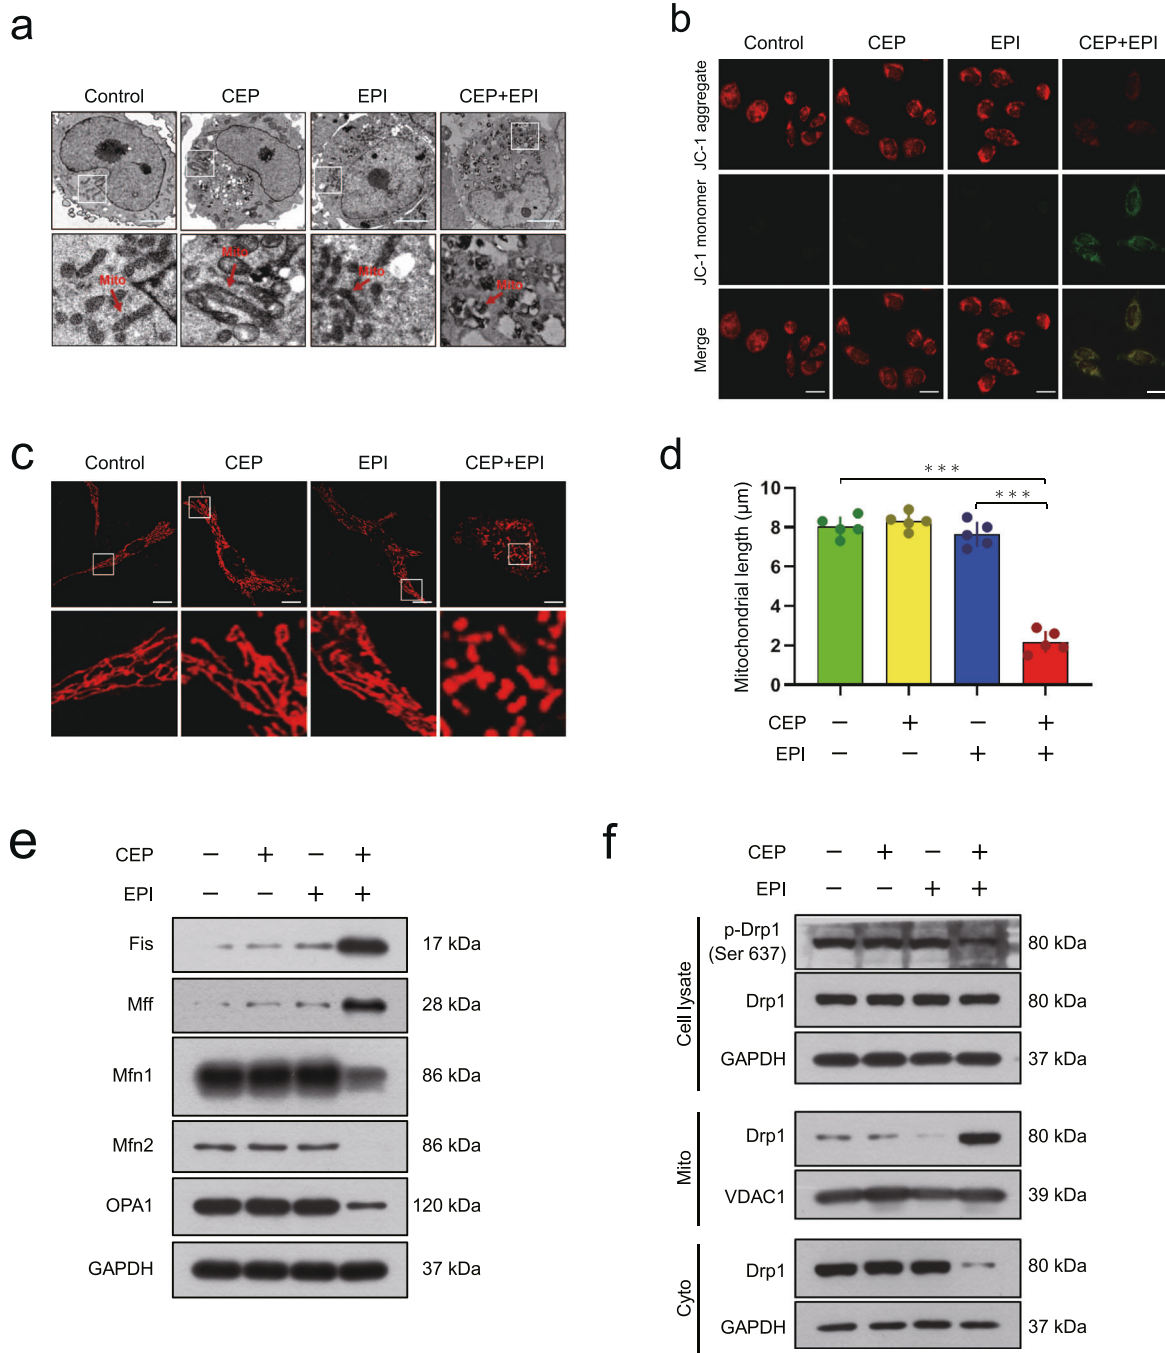 a
Control CEP EPI CEP+EPI
Mito Mito Mito Mito
b
Control CEP EPI CEP+EPI
JC-1 aggregate
JC-1 monomer
Merge
c
Control CEP EPI CEP+EPI
d
Mitochondrial length (μm)
10
8
6
4
2
0
*** 
***
CEP − + − +
EPI − − + +
e
CEP − + − +
EPI − − + +
Fis 17 kDa
Mff 28 kDa
Mfn1 86 kDa
Mfn2 86 kDa
OPA1 120 kDa
GAPDH 37 kDa
f
CEP − + − +
EPI − − + +
Cell lysate
p-Drp1
(Ser 637) 80 kDa
Drp1 80 kDa
GAPDH 37 kDa
Mito
Drp1 80 kDa
VDAC1 39 kDa
Cyto
Drp1 80 kDa
GAPDH 37 kDa